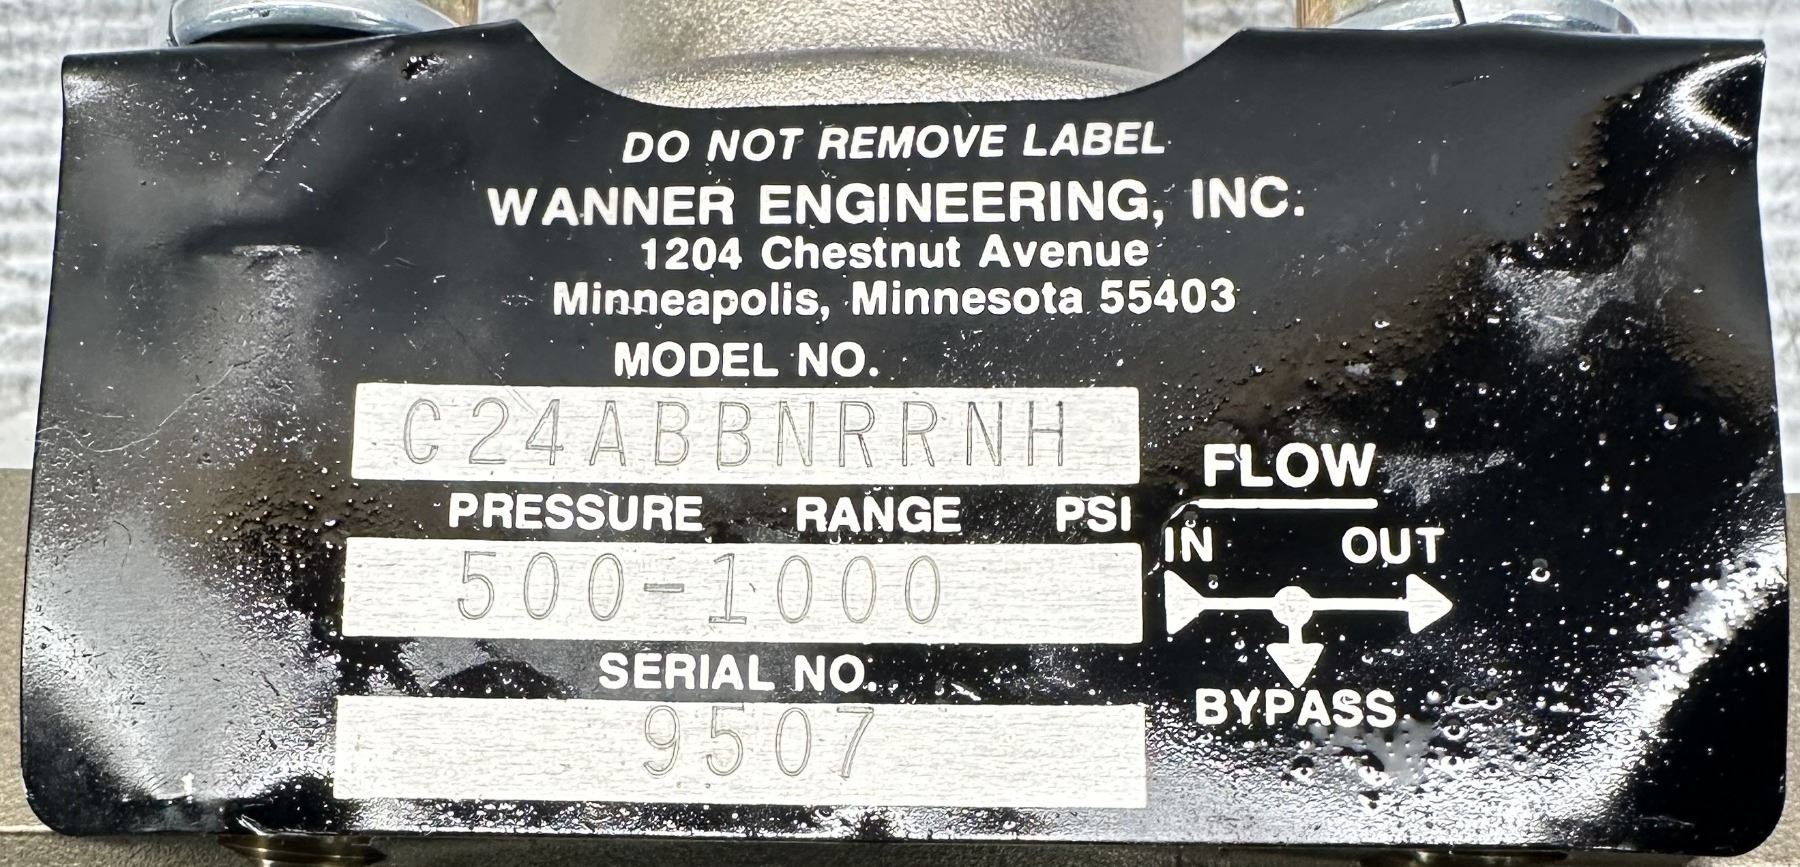 DO NOT REMOVE LABEL
WANNER ENGINEERING, INC.
1204 Chestnut Avenue
Minneapolis, Minnesota 55403
MODEL NO.
C24ABBNRRNH
PRESSURE RANGE PSI
500-1000
SERIAL NO.
9507
FLOW
IN OUT
BYPASS